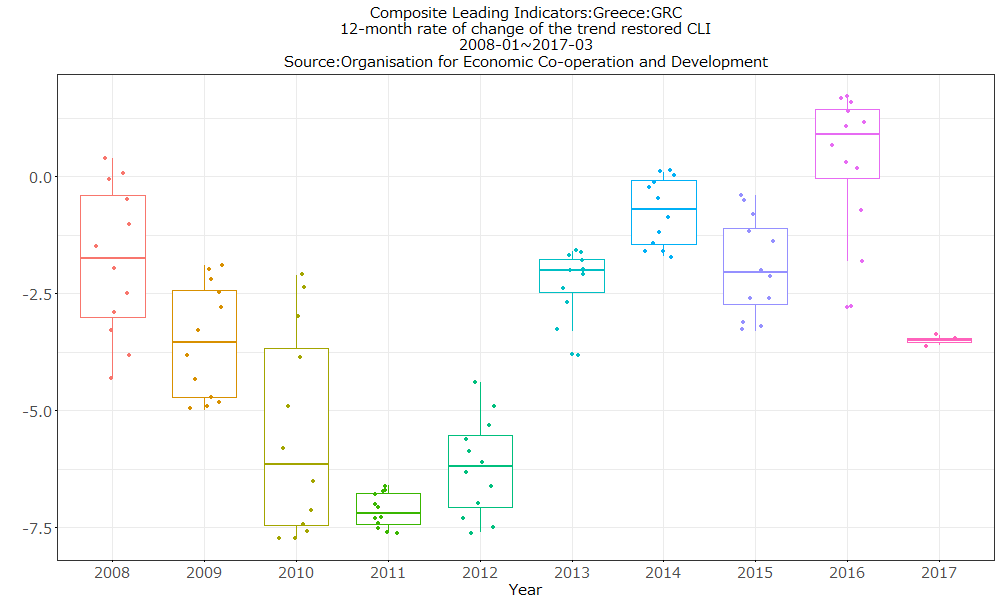 Composite Leading Indicators:Greece:GRC
12-month rate of change of the trend restored CLI
2008-01~2017-03
Source:Organisation for Economic Co-operation and Development
0.0
-2.5
-5.0
-7.5
2008 2009 2010 2011 2012 2013 2014 2015 2016 2017
Year